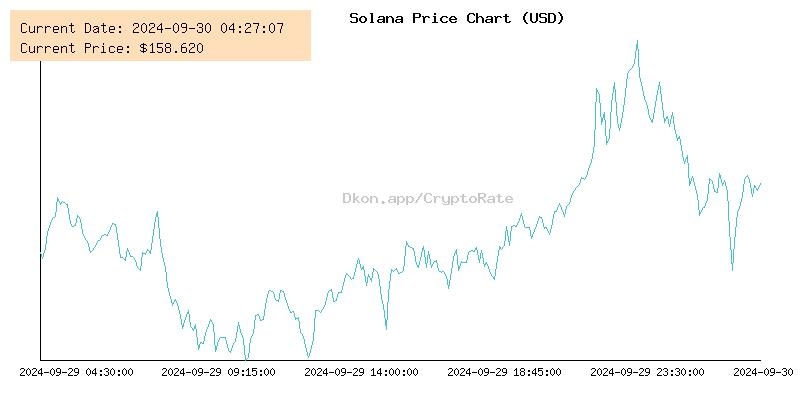 Solana Price Chart (USD)
Current Date: 2024-09-30 04:27:07
Current Price: $158.620
Dkon.app/CryptoRate
2024-09-29 04:30:00 2024-09-29 09:15:00 2024-09-29 14:00:00 2024-09-29 18:45:00 2024-09-29 23:30:00 2024-09-30